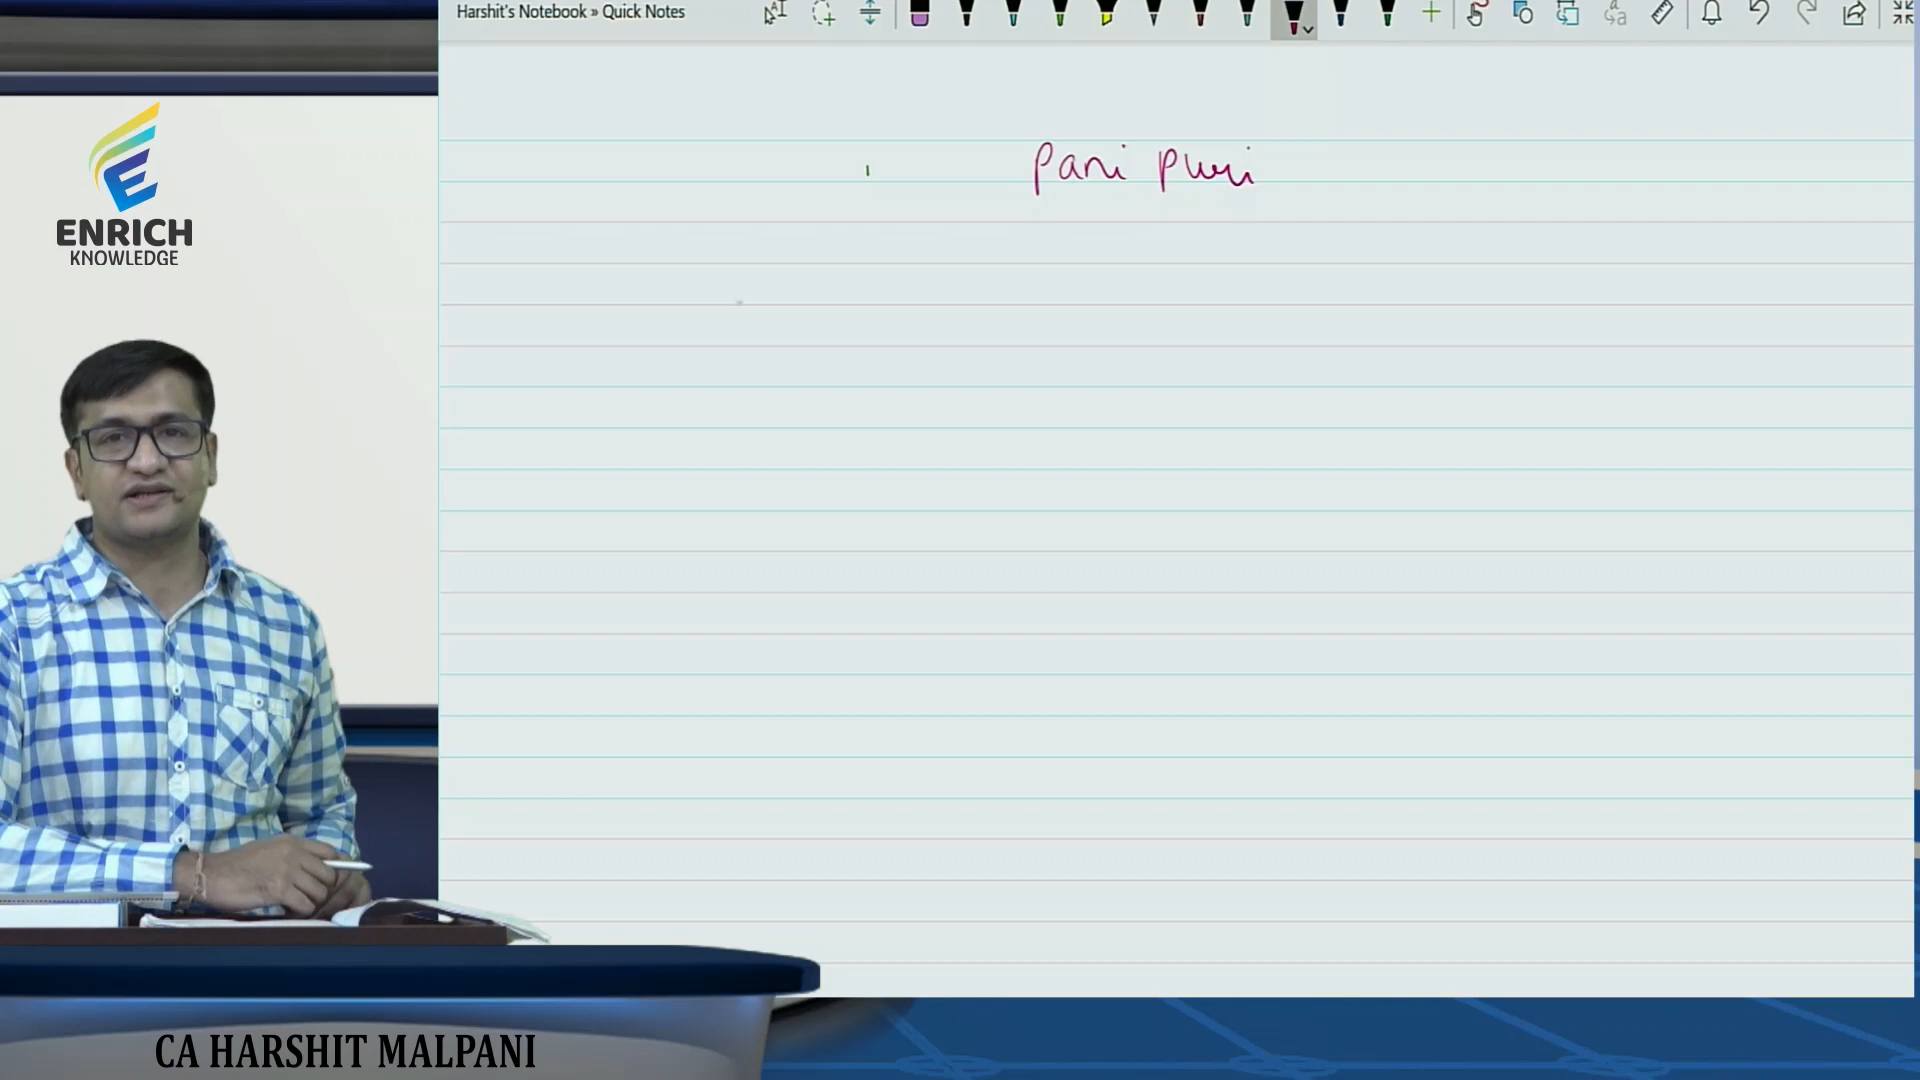 Harshit's Notebook » Quick Notes
Pani Puri
ENRICH
KNOWLEDGE
CA HARSHIT MALPANI